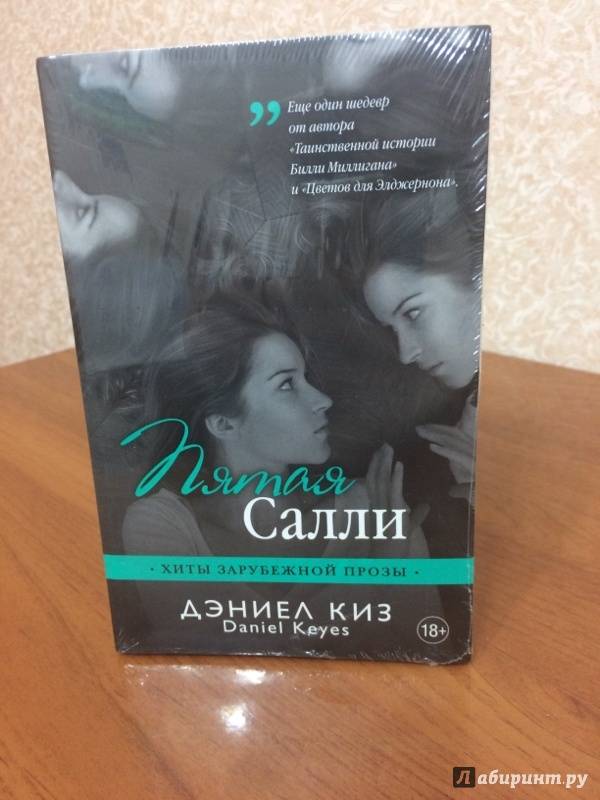 ”
Еще один шедевр
от автора
«Таинственной истории
Билли Миллигана»
и «Цветов для Элджернона».
Пятая
Салли
· ХИТЫ ЗАРУБЕЖНОЙ ПРОЗЫ ·
ДЭНИЕЛ КИЗ
Daniel Keyes
18+
Лабиринт.ру